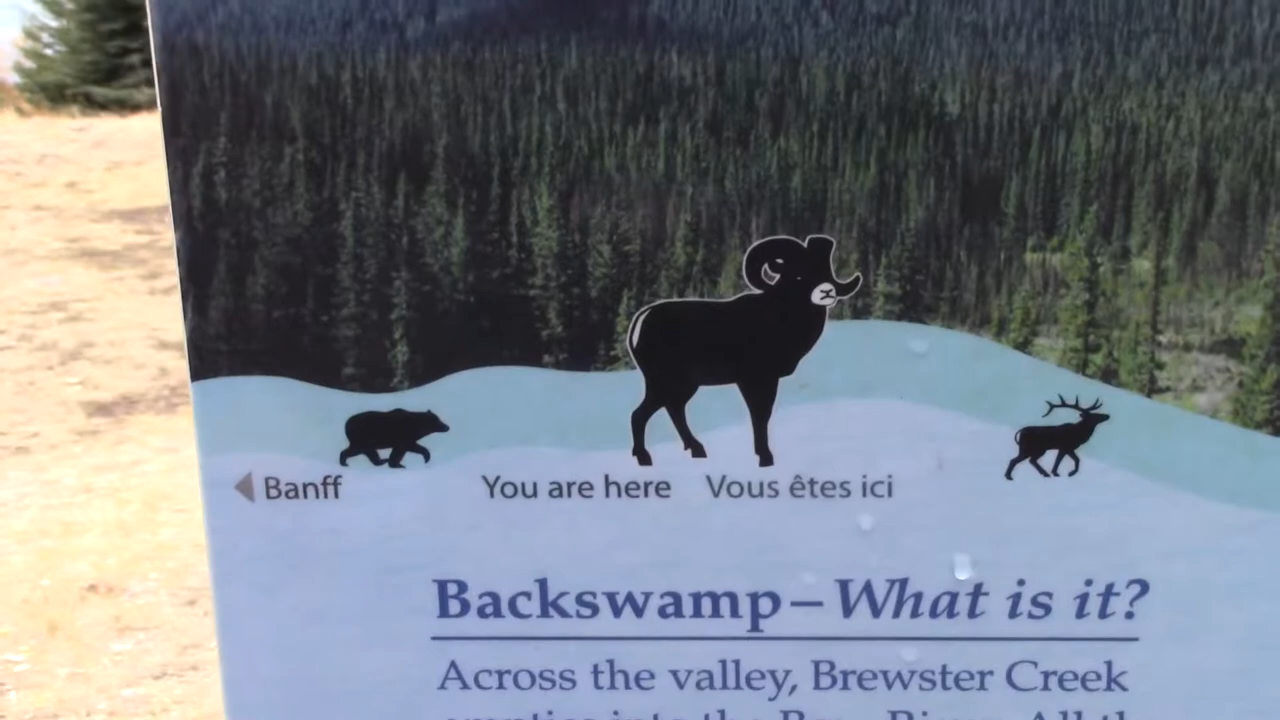 Banff
You are here
Vous êtes ici
Backswamp – What is it?
Across the valley, Brewster Creek